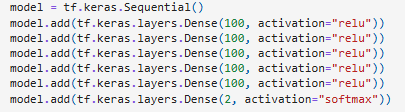 model = tf.keras.Sequential()
model.add(tf.keras.layers.Dense(100, activation="relu"))
model.add(tf.keras.layers.Dense(100, activation="relu"))
model.add(tf.keras.layers.Dense(100, activation="relu"))
model.add(tf.keras.layers.Dense(100, activation="relu"))
model.add(tf.keras.layers.Dense(100, activation="relu"))
model.add(tf.keras.layers.Dense(2, activation="softmax"))